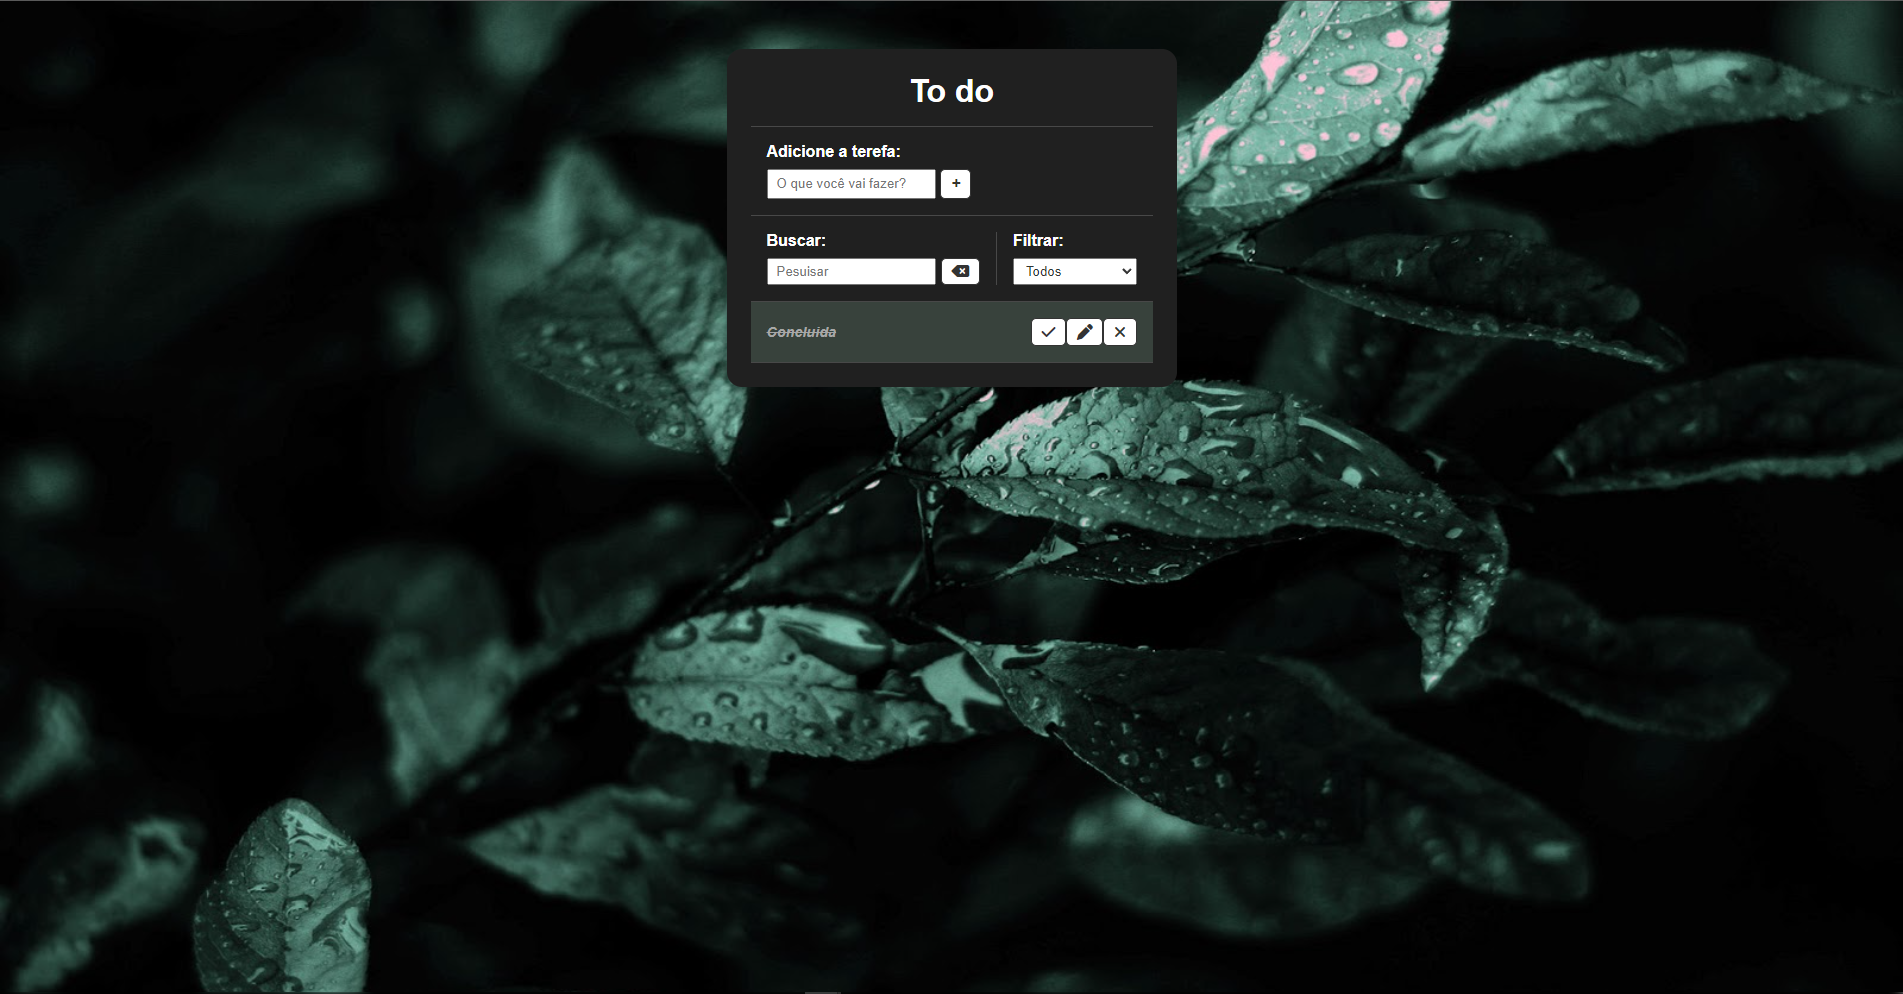 To do
Adicione a terefa:
O que você vai fazer? +
Buscar:
Pesuisar
Filtrar:
Todos
Concluida